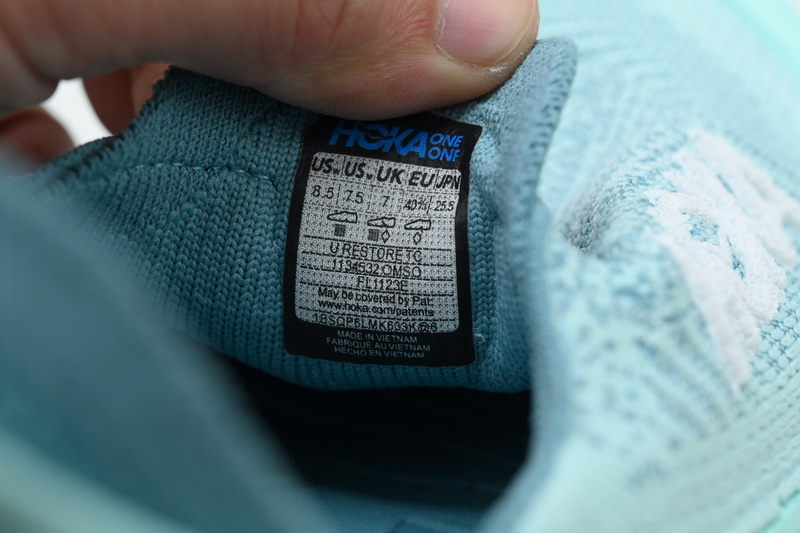 HOKA ONE ONE
US W US M UK EU JPN
8.5 7.5 7 40⅔ 25.5
U RESTORE TC
1134532 OMSO
FL1123E
May be covered by Pat.
www.hoka.com/patents
1BSOP6LMK633K@6
MADE IN VIETNAM
FABRIQUE AU VIETNAM
HECHO EN VIETNAM